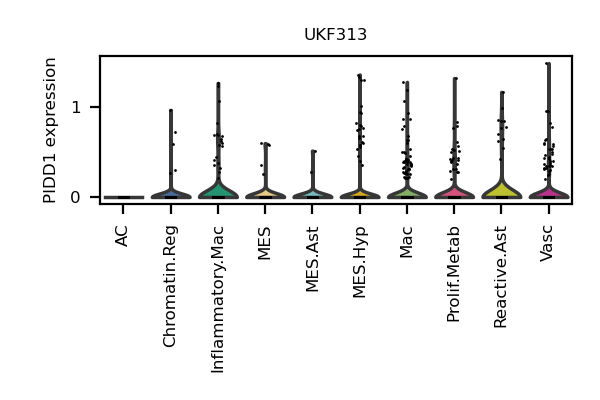 UKF313
PIDD1 expression
1
0
AC
Chromatin.Reg
Inflammatory.Mac
MES
MES.Ast
MES.Hyp
Mac
Prolif.Metab
Reactive.Ast
Vasc